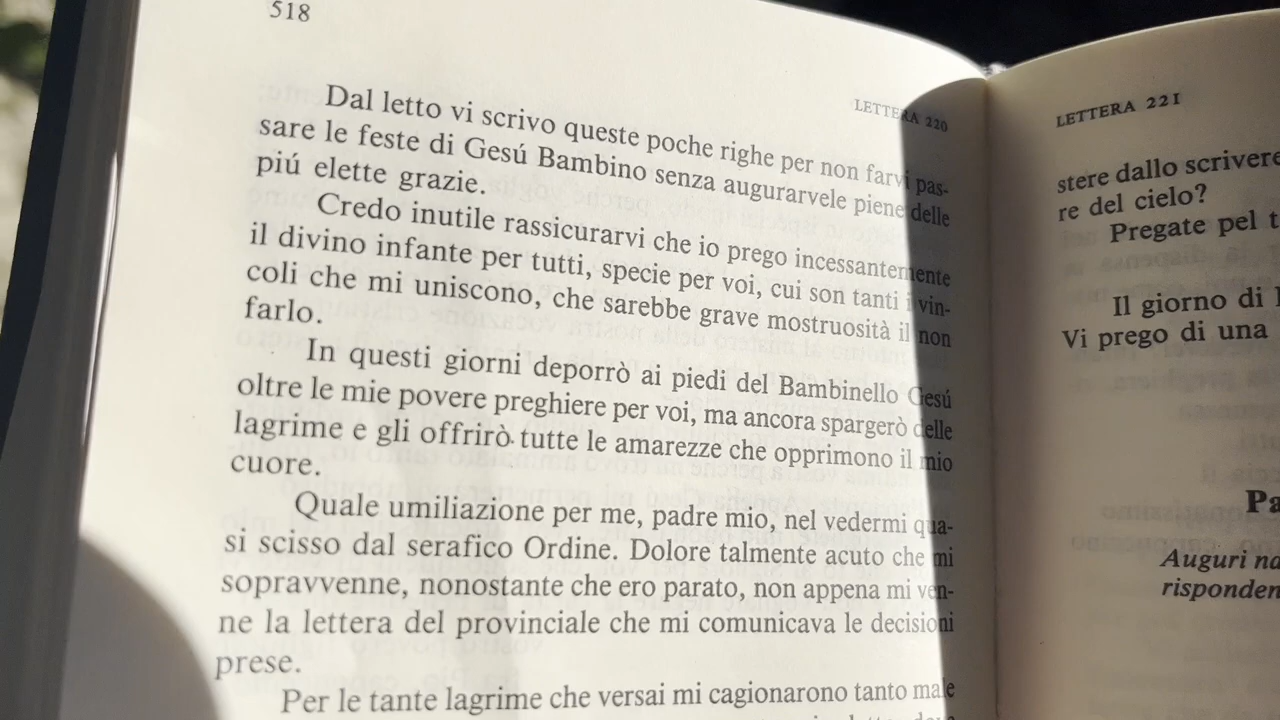 518
LETTERA 220
Dal letto vi scrivo queste poche righe per non farvi pas-
sare le feste di Gesú Bambino senza augurarvele piene delle
piú elette grazie.
Credo inutile rassicurarvi che io prego incessantemente
il divino infante per tutti, specie per voi, cui son tanti i vin-
coli che mi uniscono, che sarebbe grave mostruosità il non
farlo.
In questi giorni deporrò ai piedi del Bambinello Gesú
oltre le mie povere preghiere per voi, ma ancora spargerò delle
lagrime e gli offrirò tutte le amarezze che opprimono il mio
cuore.
Quale umiliazione per me, padre mio, nel vedermi qua-
si scisso dal serafico Ordine. Dolore talmente acuto che mi
sopravvenne, nonostante che ero parato, non appena mi ven-
ne la lettera del provinciale che mi comunicava le decisioni
prese.
Per le tante lagrime che versai mi cagionarono tanto male
LETTERA 221
stere dallo scrivere
re del cielo?
Pregate pel
Il giorno di
Vi prego di una
Pa
Auguri
risponden